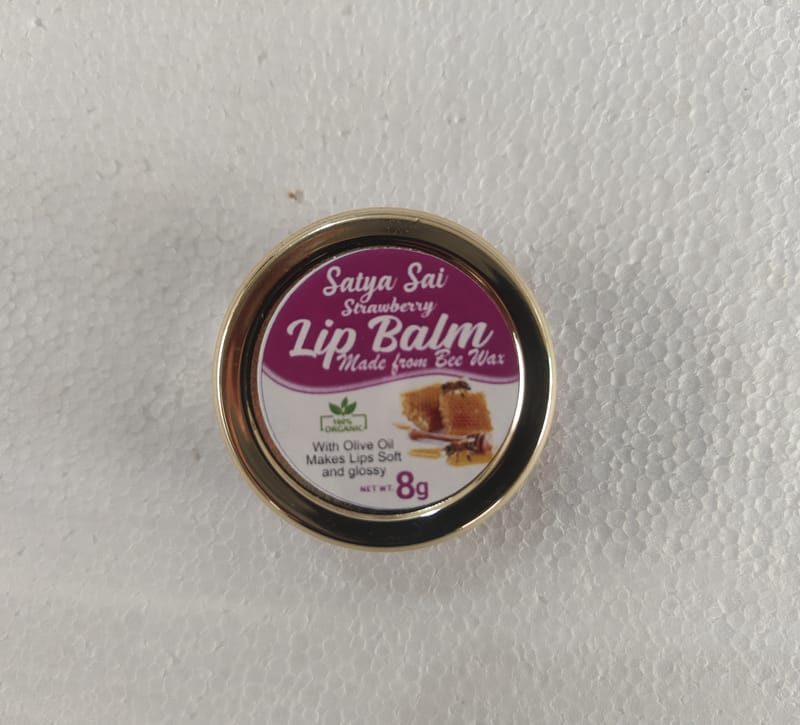 Satya Sai
Strawberry
Lip Balm
Made from Bee Wax
100%
ORGANIC
With Olive Oil
Makes Lips Soft
and glossy
NET WT. 8g